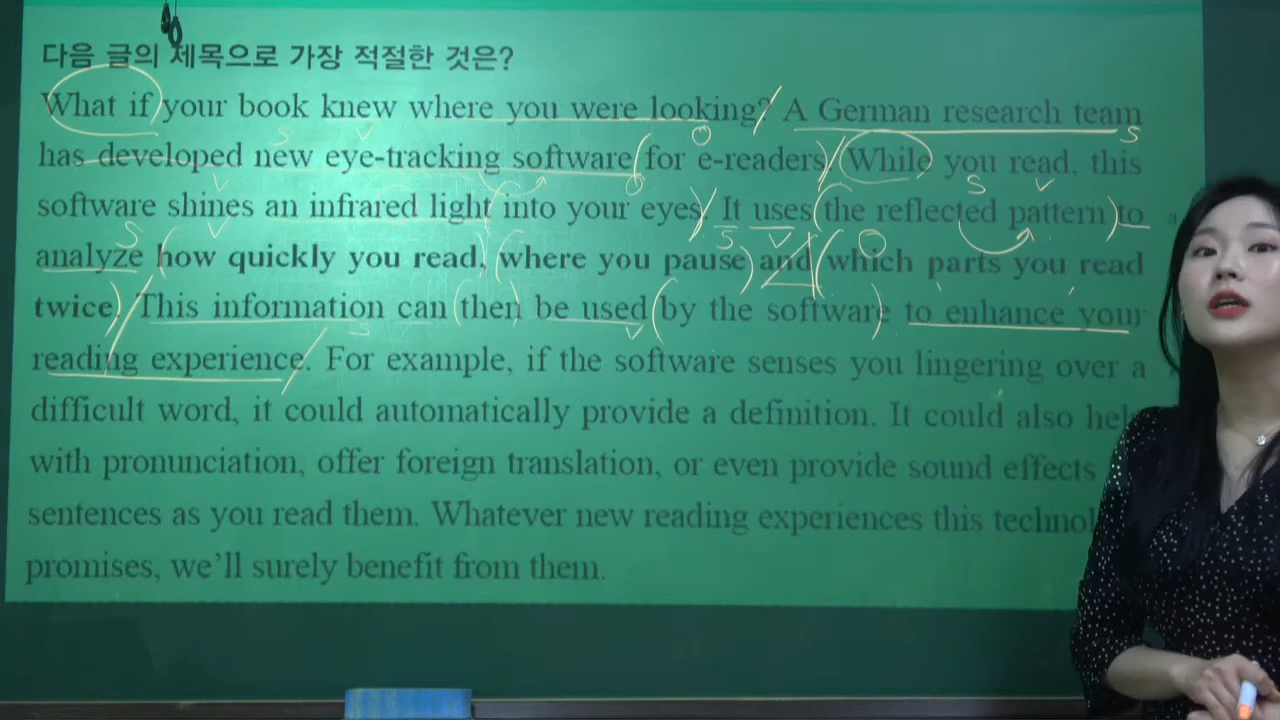 다음 글의 제목으로 가장 적절한 것은?
What if your book knew where you were looking? A German research team
has developed new eye-tracking software for e-readers. While you read, this
software shines an infrared light into your eyes. It uses the reflected pattern to
analyze how quickly you read, where you pause and which parts you read
twice. This information can then be used by the software to enhance your
reading experience. For example, if the software senses you lingering over a
difficult word, it could automatically provide a definition. It could also help
with pronunciation, offer foreign translation, or even provide sound effects
sentences as you read them. Whatever new reading experiences this
promises, we'll surely benefit from them.